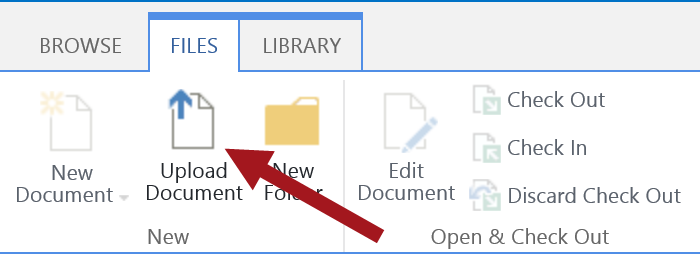 BROWSE FILES LIBRARY
New
Document
Upload
Document
New
Folder
New
Edit
Document
Check Out
Check In
Discard Check Out
Open & Check Out